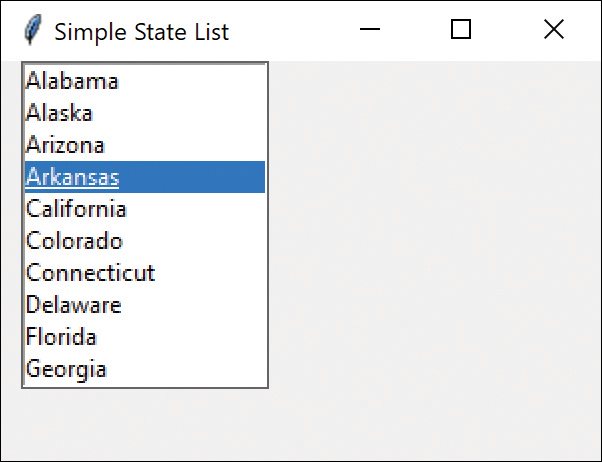 Simple State List
Alabama
Alaska
Arizona
Arkansas
California
Colorado
Connecticut
Delaware
Florida
Georgia